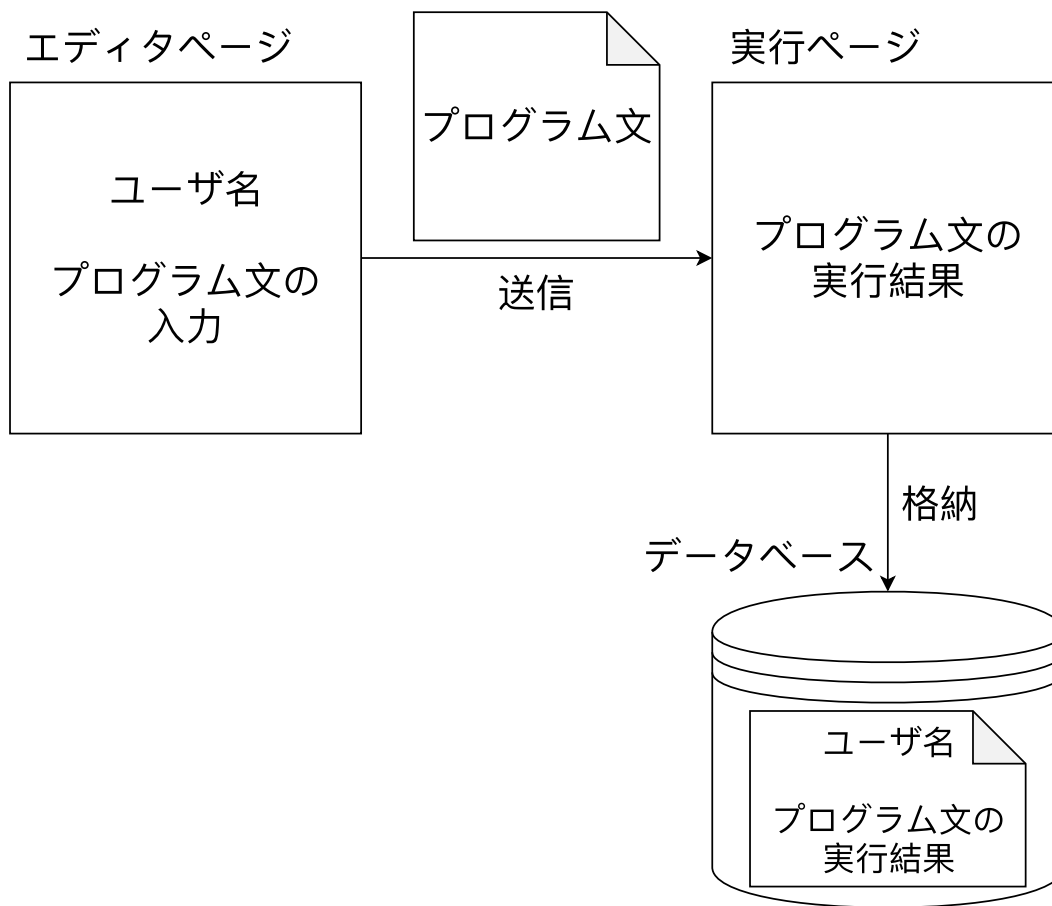 エディタページ
ユーザ名
プログラム文の
入力
プログラム文
送信
実行ページ
プログラム文の
実行結果
格納
データベース
ユーザ名
プログラム文の
実行結果